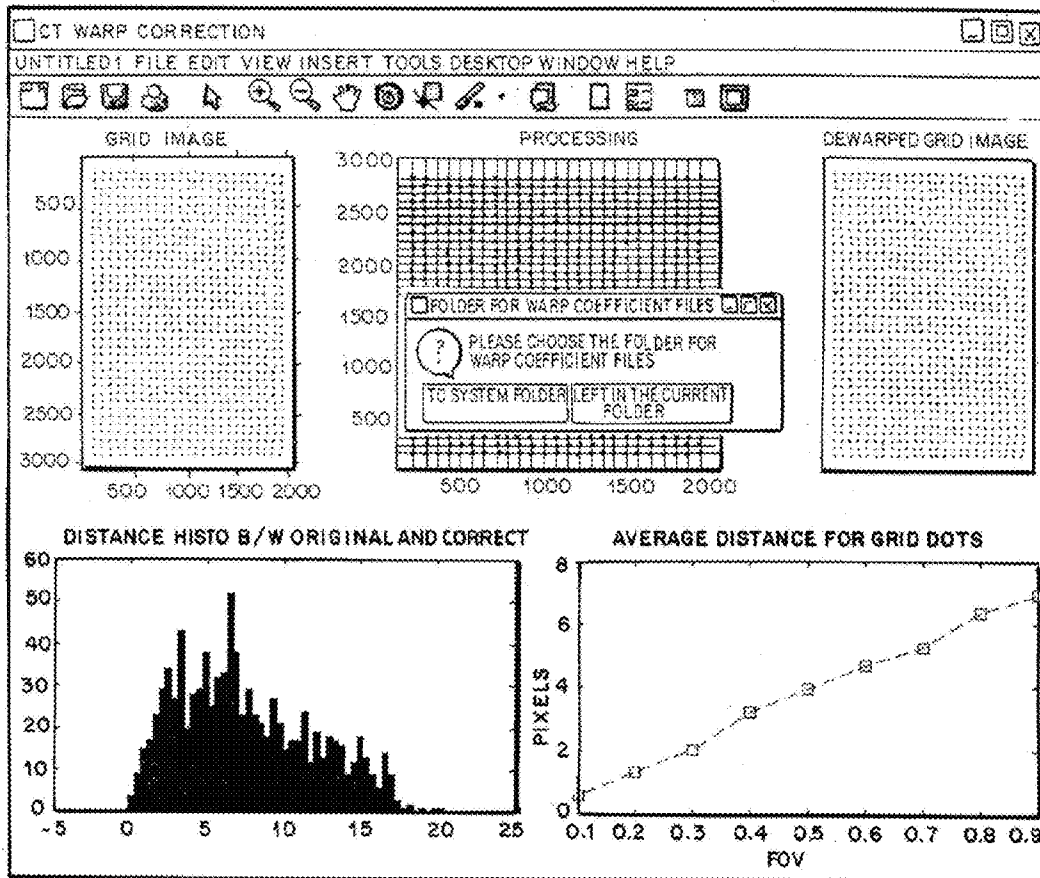 CT WARP CORRECTION
UNTITLED1 FILE EDIT VIEW INSERT TOOLS DESKTOP WINDOW HELP
GRID IMAGE
500
1000
1500
2000
2500
3000
500 1000 1500 2000
PROCESSING
3000
2500
2000
1500
1000
500
500 1000 1500 2000
FOLDER FOR WARP COEFFICIENT FILES
?
PLEASE CHOOSE THE FOLDER FOR
WARP COEFFICIENT FILES
TO SYSTEM FOLDER
LEFT IN THE CURRENT
FOLDER
DEWARPED GRID IMAGE
DISTANCE HISTO B/W ORIGINAL AND CORRECT
60
50
40
30
20
10
0
-5 0 5 10 15 20 25
AVERAGE DISTANCE FOR GRID DOTS
8
6
4
2
0
PIXELS
0.1 0.2 0.3 0.4 0.5 0.6 0.7 0.8 0.9
FOV